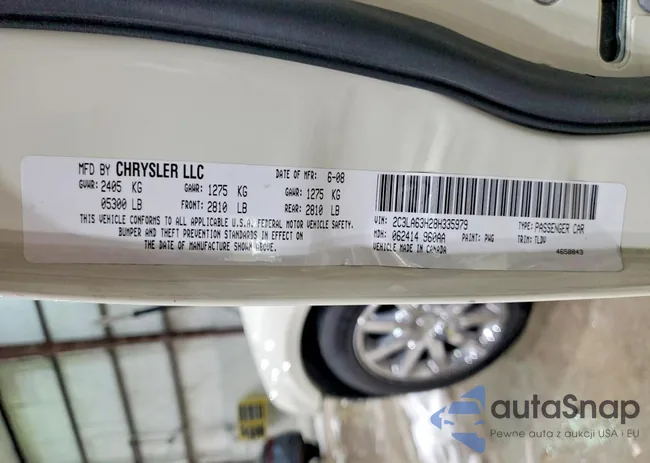 MFD BY CHRYSLER LLC DATE OF MFR: 6-08
GVWR: 2405 KG GAWR: 1275 KG GAWR: 1275 KG
05300 LB FRONT: 2810 LB REAR: 2810 LB
THIS VEHICLE CONFORMS TO ALL APPLICABLE U.S.A. FEDERAL MOTOR VEHICLE SAFETY,
BUMPER AND THEFT PREVENTION STANDARDS IN EFFECT ON
THE DATE OF MANUFACTURE SHOWN ABOVE.
VIN: 2C3LA63H28H335979 TYPE: PASSENGER CAR
MDH: 062414 960AA PAINT: PWG TRIM: TLDV
VEHICLE MADE IN CANADA 4658843
autaSnap
Pewne auta z aukcji USA i EU